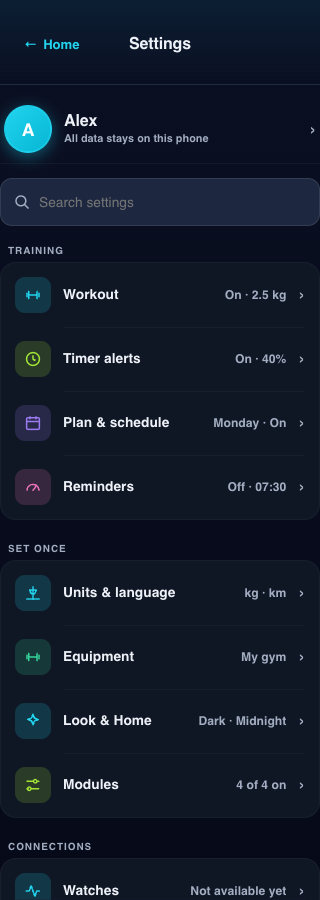 ← Home
Settings
A
Alex
All data stays on this phone
›
Search settings
TRAINING
Workout On · 2.5 kg ›
Timer alerts On · 40% ›
Plan & schedule Monday · On ›
Reminders Off · 07:30 ›
SET ONCE
Units & language kg · km ›
Equipment My gym ›
Look & Home Dark · Midnight ›
Modules 4 of 4 on ›
CONNECTIONS
Watches Not available yet ›